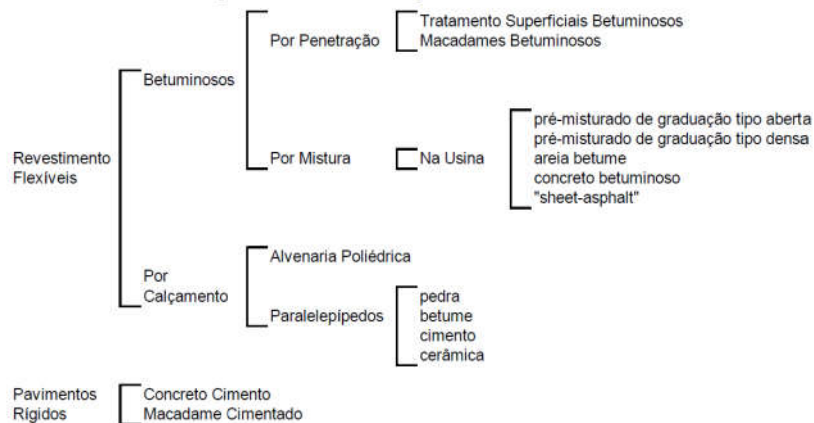 Por Penetração
Tratamento Superficiais Betuminosos
Macadames Betuminosos
Betuminosos
Revestimento
Flexíveis
Por Mistura
Na Usina
pré-misturado de graduação tipo aberta
pré-misturado de graduação tipo densa
areia betume
concreto betuminoso
"sheet-asphalt"
Por
Calçamento
Alvenaria Poliédrica
Paralelepípedos
pedra
betume
cimento
cerâmica
Pavimentos
Rígidos
Concreto Cimento
Macadame Cimentado